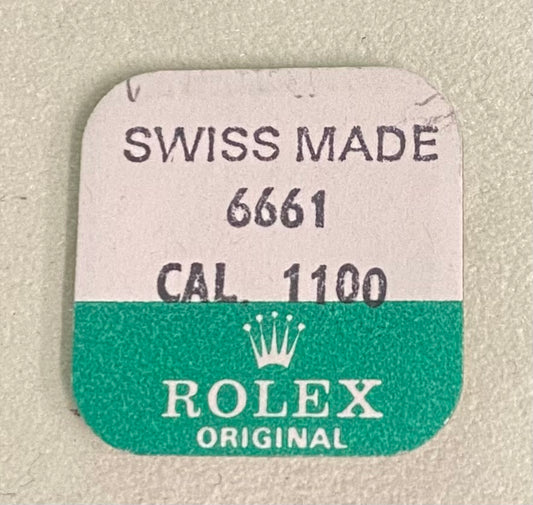 SWISS MADE
6661
CAL. 1100
ROLEX
ORIGINAL